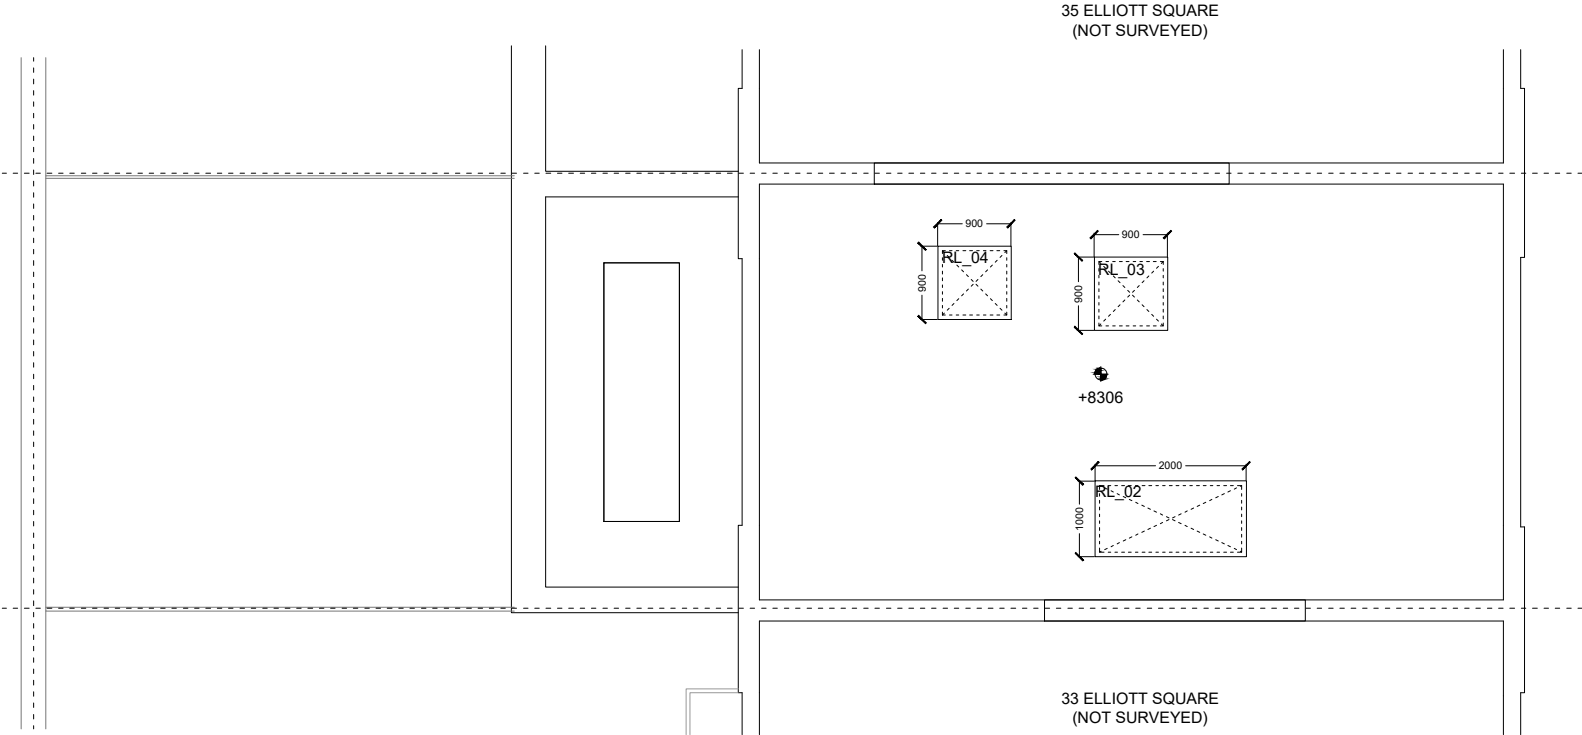 35 ELLIOTT SQUARE
(NOT SURVEYED)
900
900
RL_04
900
900
RL_03
+8306
2000
1000
RL_02
33 ELLIOTT SQUARE
(NOT SURVEYED)